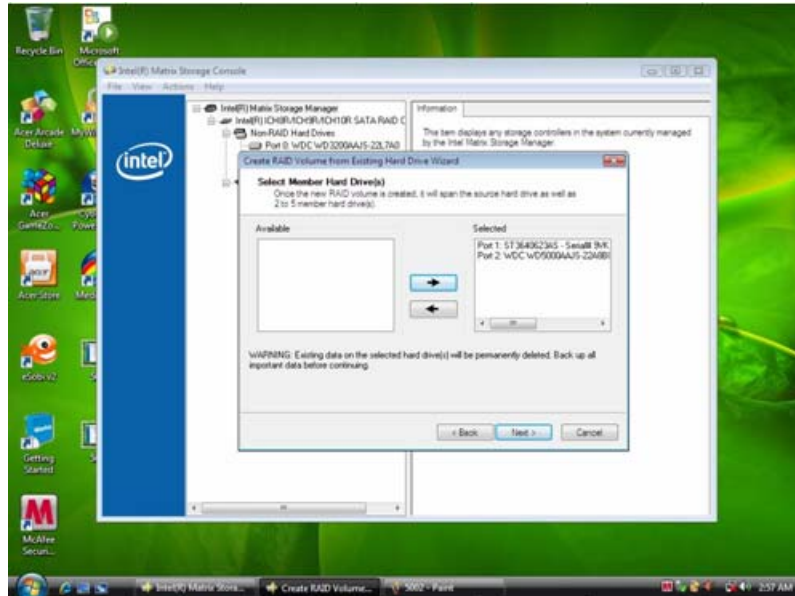 Recycle Bin
Microsoft
Office
Acer Arcade
Deluxe
Acer
GameZo...
Acer Store
eSobi v2
Getting
Started
McAfee
Securi...
Intel(R) Matrix Storage Console
File View Actions Help
intel
Intel(R) Matrix Storage Manager
Intel(R) ICH8R/ICH9R/ICH10R SATA RAID C
Non-RAID Hard Drives
Port 0: WDC WD3200AAJS-22L7A0
Information
This item displays any storage controllers in the system currently managed
by the Intel Matrix Storage Manager.
Create RAID Volume from Existing Hard Drive Wizard
Select Member Hard Drive(s)
Once the new RAID volume is created, it will span the source hard drive as well as
2 to 5 member hard drive(s).
Available
Selected
Port 1: ST3640623AS - Serial# 9VK
Port 2: WDC WD5000AAJS-22A8B
WARNING: Existing data on the selected hard drive(s) will be permanently deleted. Back up all
important data before continuing.
< Back
Next >
Cancel
Intel(R) Matrix Stora...
Create RAID Volume...
5002 - Paint
2:57 AM